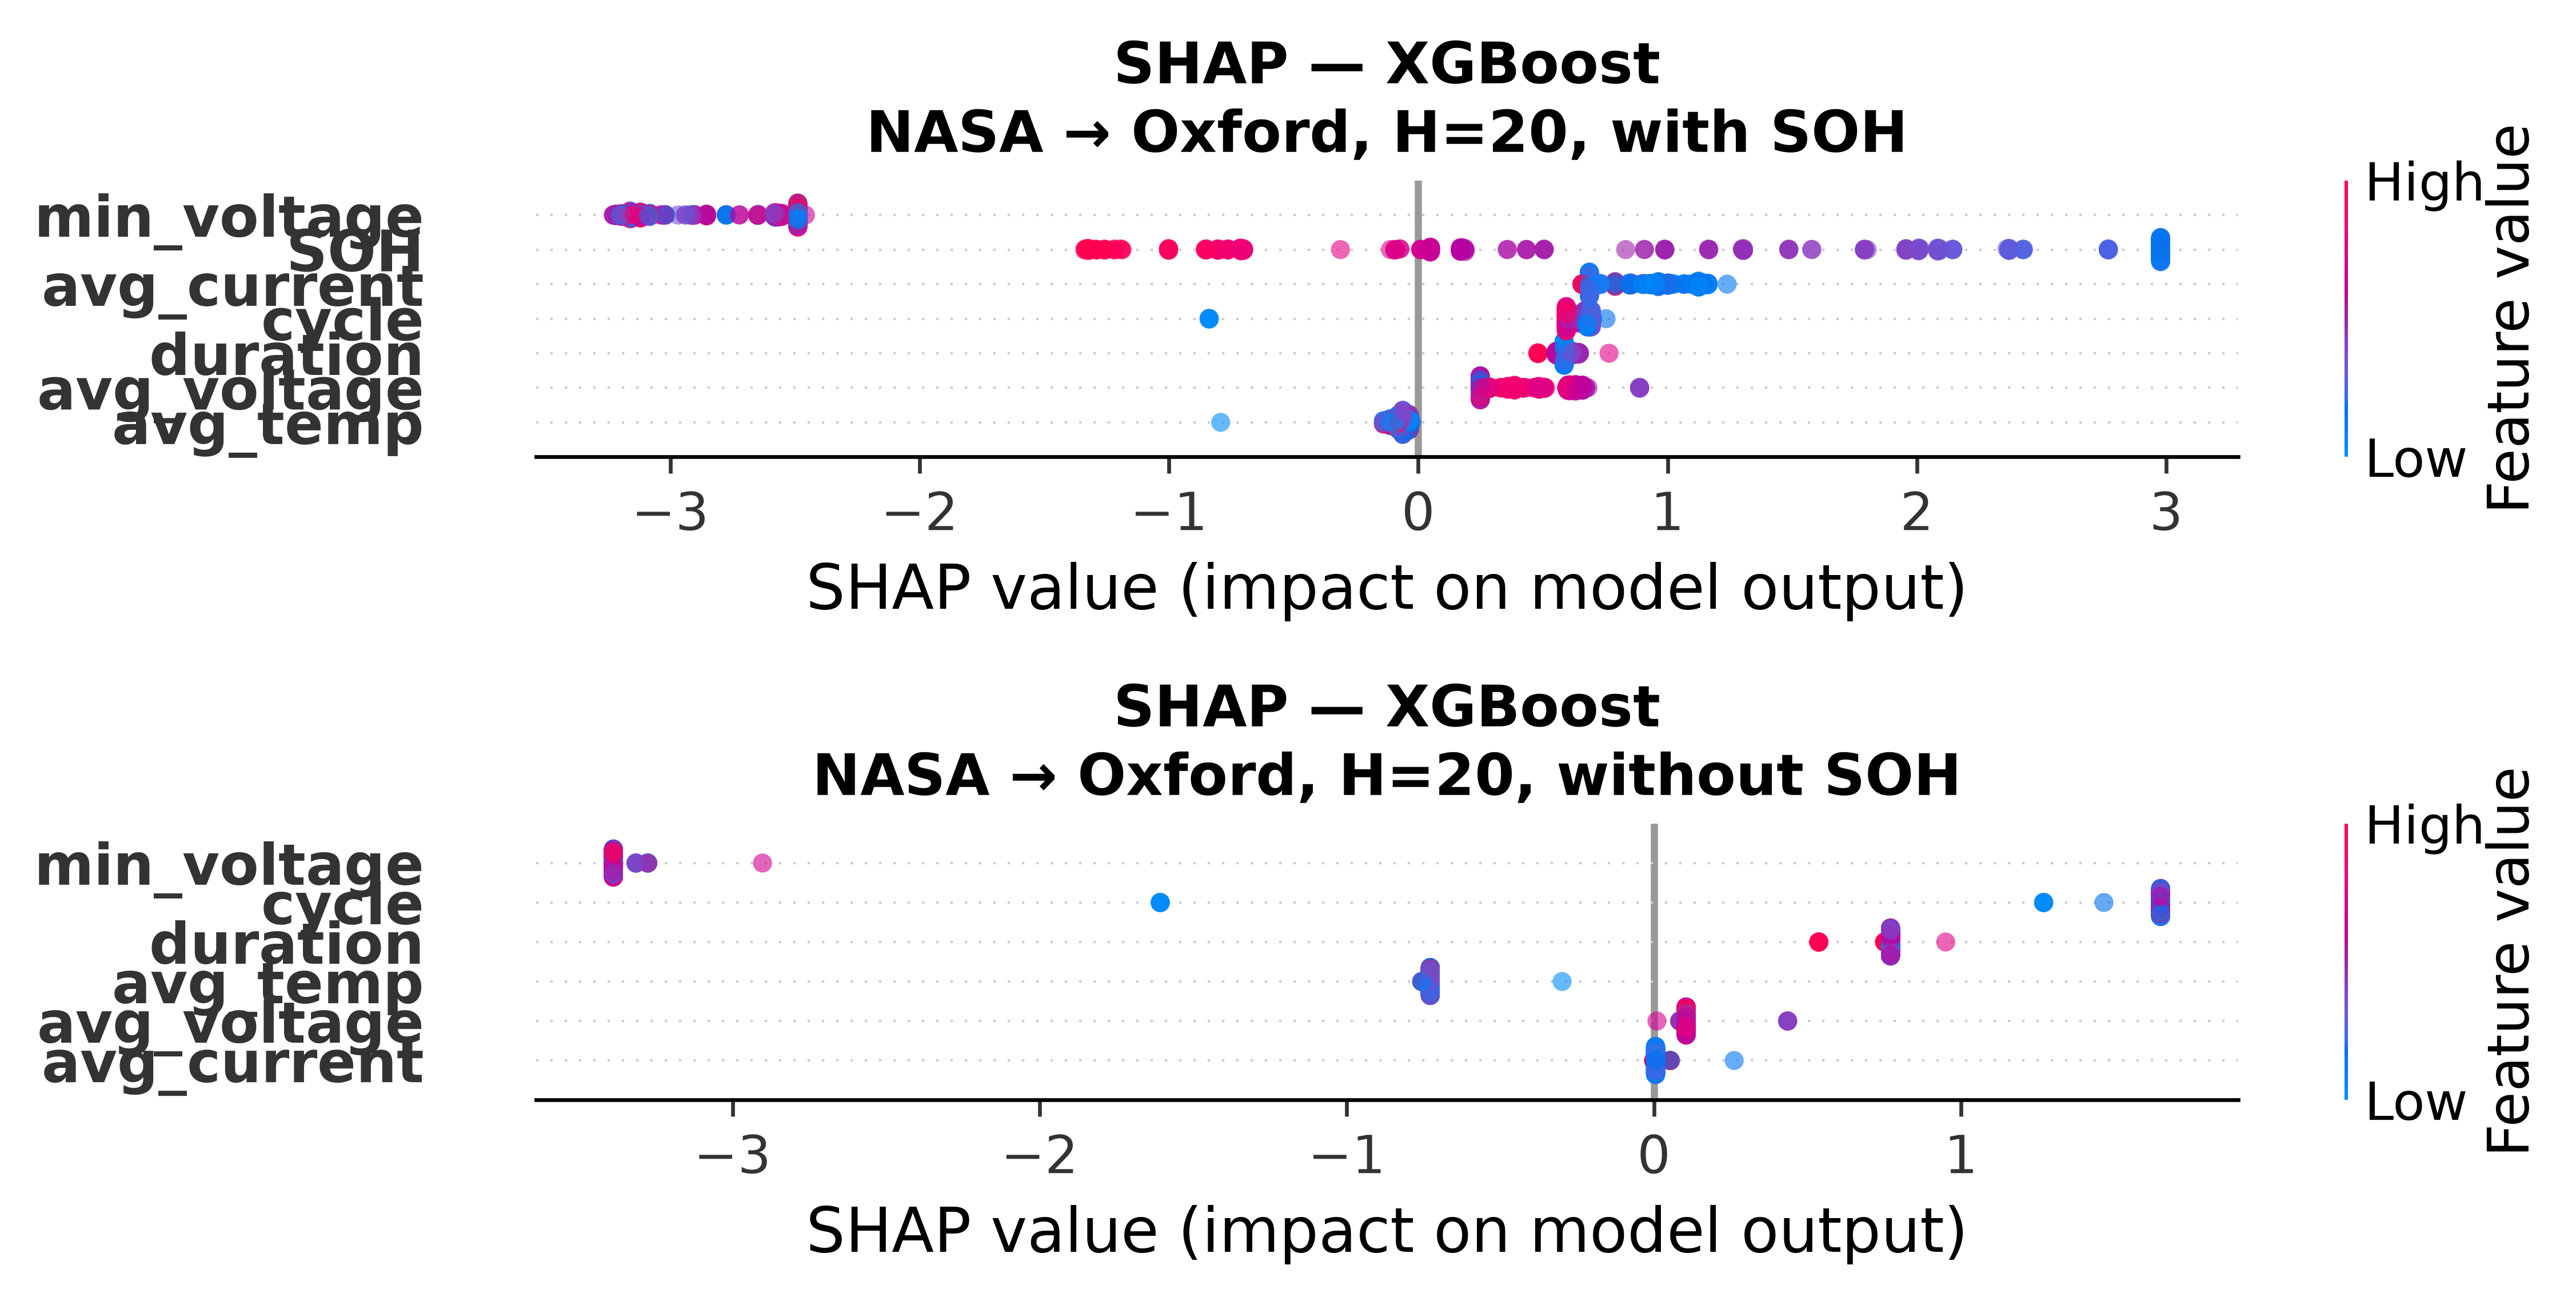 SHAP — XGBoost
NASA → Oxford, H=20, with SOH
min_voltage
SOH
avg_current
cycle
duration
avg_voltage
avg_temp
−3 −2 −1 0 1 2 3
SHAP value (impact on model output)
High
Low
Feature value
SHAP — XGBoost
NASA → Oxford, H=20, without SOH
min_voltage
cycle
duration
avg_temp
avg_voltage
avg_current
−3 −2 −1 0 1
SHAP value (impact on model output)
High
Low
Feature value